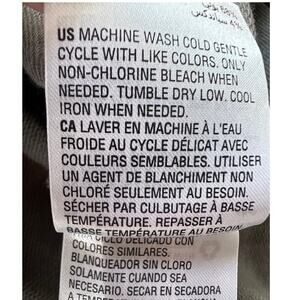 US MACHINE WASH COLD GENTLE
CYCLE WITH LIKE COLORS. ONLY
NON-CHLORINE BLEACH WHEN
NEEDED. TUMBLE DRY LOW. COOL
IRON WHEN NEEDED.
CA LAVER EN MACHINE À L'EAU
FROIDE AU CYCLE DÉLICAT AVEC
COULEURS SEMBLABLES. UTILISER
UN AGENT DE BLANCHIMENT NON
CHLORÉ SEULEMENT AU BESOIN.
SÉCHER PAR CULBUTAGE À BASSE
TEMPÉRATURE. REPASSER À
BASSE TEMPÉRATURE AU BESOIN
CICLO DELICADO CON
COLORES SIMILARES.
BLANQUEADOR SIN CLORO
SOLAMENTE CUANDO SEA
NECESARIO. SECAR EN SECADORA